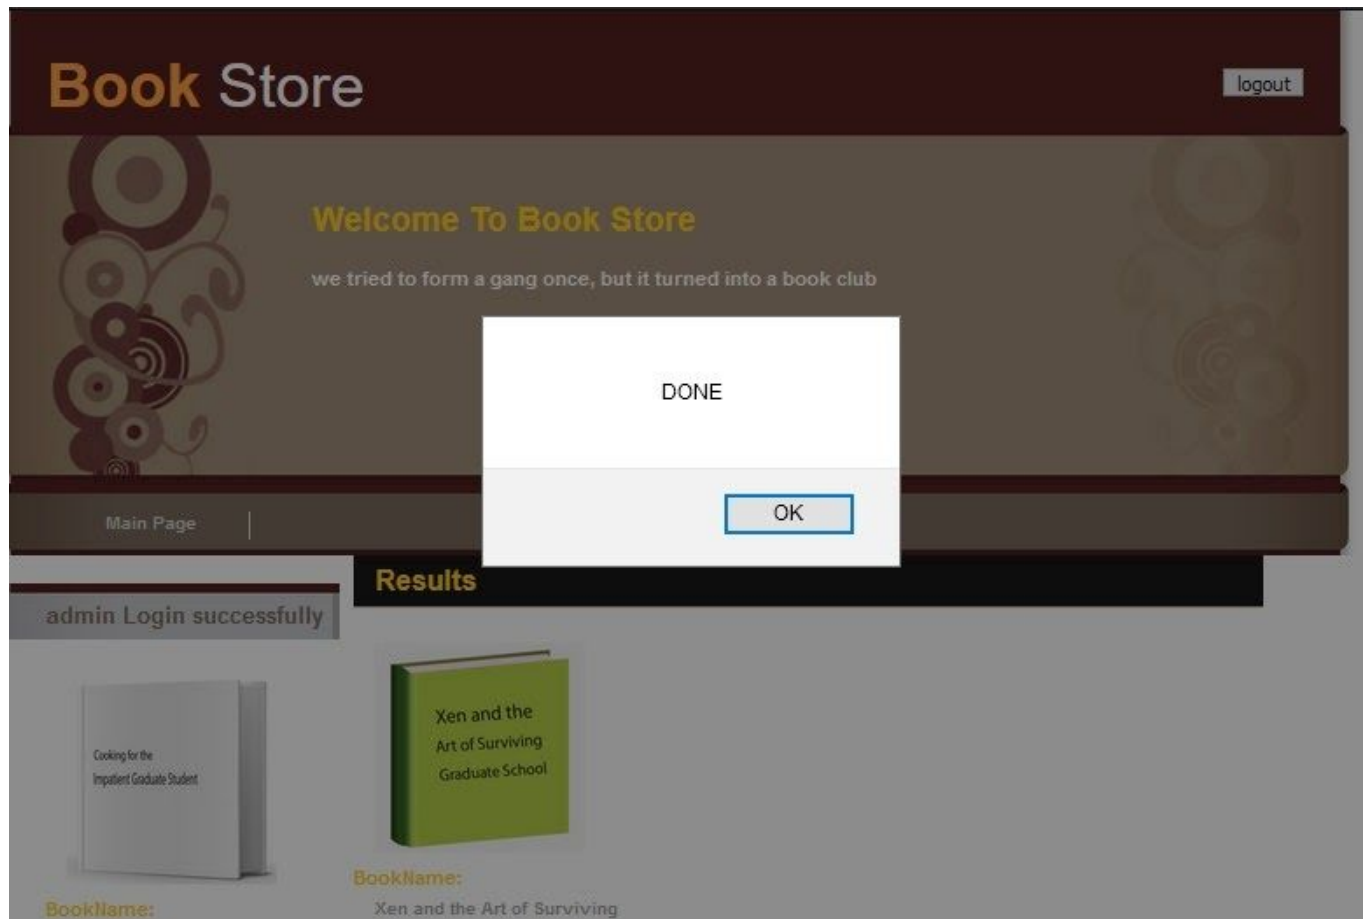 Book Store
logout
Welcome To Book Store
we tried to form a gang once, but it turned into a book club
DONE
OK
Main Page
Results
admin Login successfully
Cooking for the
Impatient Graduate Student
BookName:
Xen and the
Art of Surviving
Graduate School
BookName:
Xen and the Art of Surviving